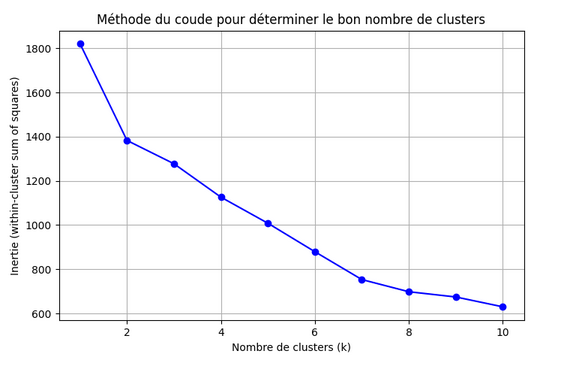 Méthode du coude pour déterminer le bon nombre de clusters
Inertie (within-cluster sum of squares)
1800
1600
1400
1200
1000
800
600
2 4 6 8 10
Nombre de clusters (k)